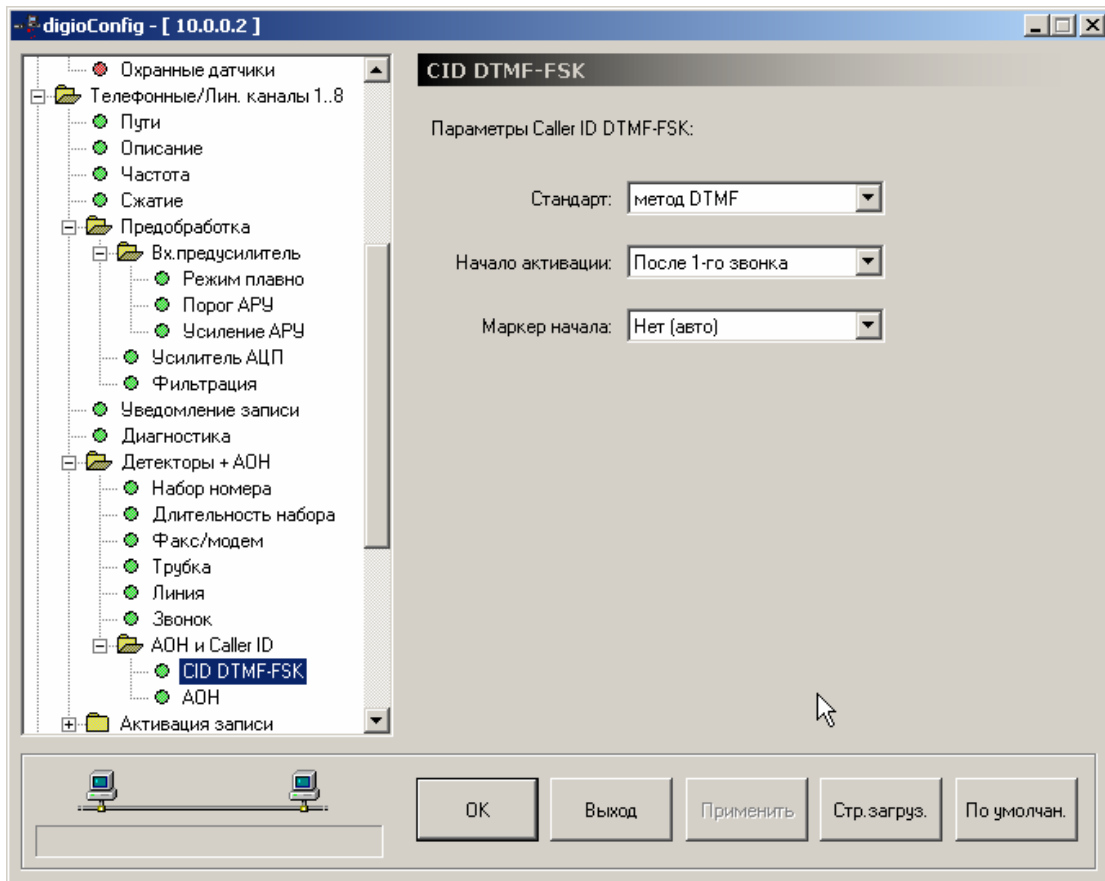 digioConfig - [ 10.0.0.2 ]
Охранные датчики
Телефонные/Лин. каналы 1..8
Пути
Описание
Частота
Сжатие
Предобработка
Вх.предусилитель
Режим плавно
Порог АРУ
Усиление АРУ
Усилитель АЦП
Фильтрация
Уведомление записи
Диагностика
Детекторы + АОН
Набор номера
Длительность набора
Факс/модем
Трубка
Линия
Звонок
АОН и Caller ID
CID DTMF-FSK
АОН
Активация записи
CID DTMF-FSK
Параметры Caller ID DTMF-FSK:
Стандарт: метод DTMF
Начало активации: После 1-го звонка
Маркер начала: Нет (авто)
OK
Выход
Применить
Стр.загруз.
По умолчан.